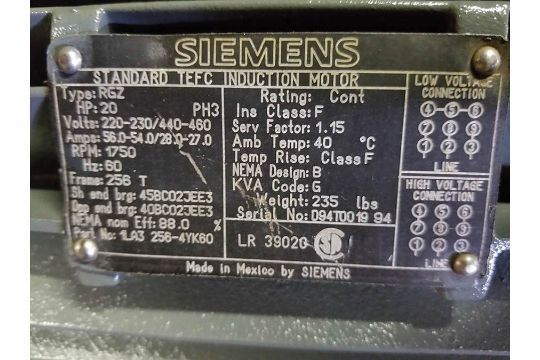 SIEMENS
STANDARD TEFC INDUCTION MOTOR
Type: RGZ
HP: 20 PH3
Volts: 220-230/440-460
Amps: 56.0-54.0/28.0-27.0
RPM: 1750
Hz: 60
Frame: 256 T
Sh end brg: 45BC02JEE3
Opp end brg: 40BC02JEE3
NEMA nom Eff: 88.0 %
Part No: 1LA3 256-4YK60
Rating: Cont
Ins Class: F
Serv Factor: 1.15
Amb Temp: 40 °C
Temp Rise: Class F
NEMA Design: B
KVA Code: G
Weight: 235 lbs
Serial No: 094T0019 94
LR 39020
LOW VOLTAGE
CONNECTION
4 5 6
7 8 9
1 2 3
LINE
HIGH VOLTAGE
CONNECTION
4 5 6
7 8 9
1 2 3
LINE
Made in Mexico by SIEMENS